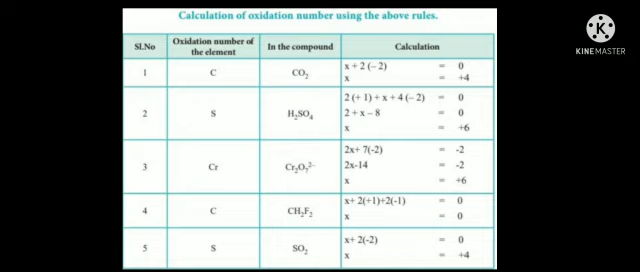 Calculation of oxidation number using the above rules.
Sl.No Oxidation number of the element In the compound Calculation
1 C CO₂ x + 2 (– 2) = 0
x = +4
2 S H₂SO₄ 2 (+ 1) + x + 4 (– 2) = 0
2 + x – 8 = 0
x = +6
3 Cr Cr₂O₇²⁻ 2x+ 7(-2) = -2
2x-14 = -2
x = +6
4 C CH₂F₂ x+ 2(+1)+2(-1) = 0
x = 0
5 S SO₂ x+ 2(-2) = 0
x = +4
K
KINEMASTER